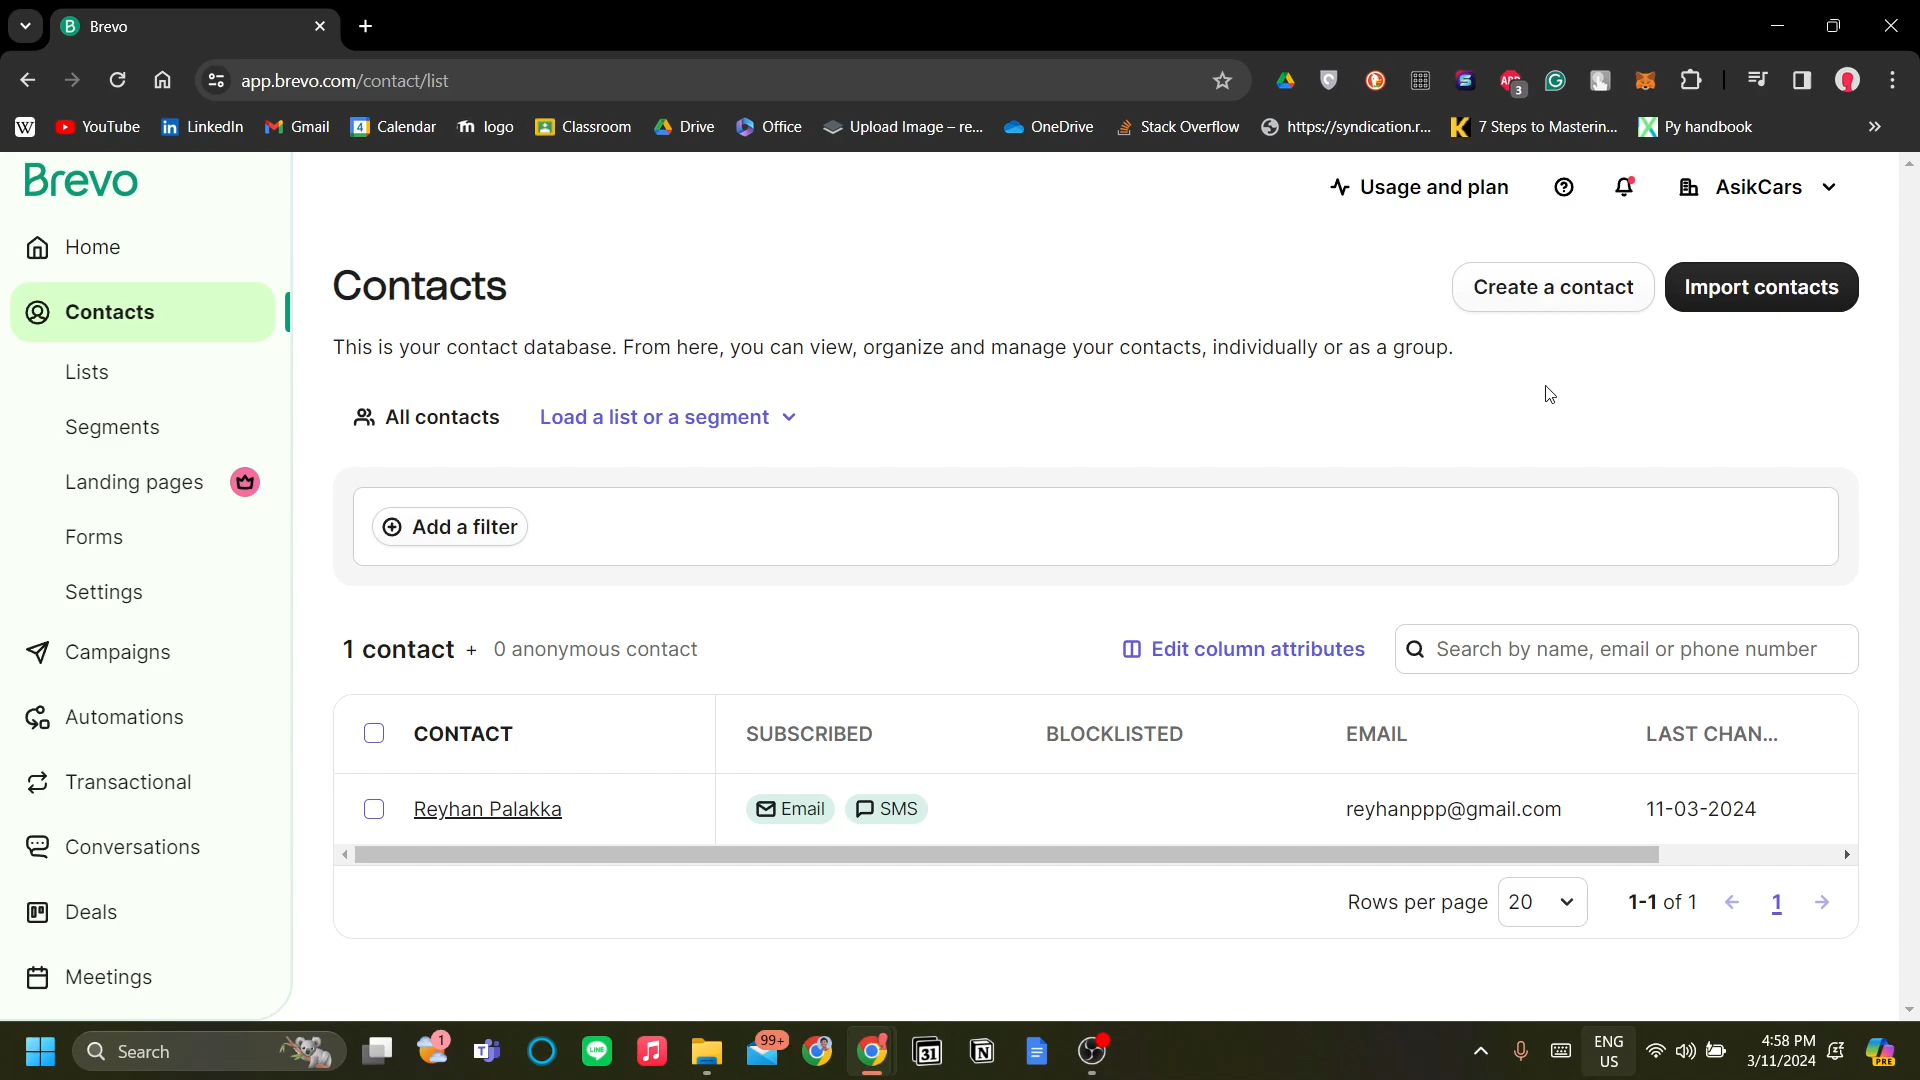 Brevo
app.brevo.com/contact/list
3
W YouTube LinkedIn Gmail 4 Calendar logo Classroom Drive Office Upload Image – re... OneDrive Stack Overflow https://syndication.r... 7 Steps to Masterin... Py handbook
Brevo
Usage and plan
AsikCars
Home
Contacts
Lists
Segments
Landing pages
Forms
Settings
Campaigns
Automations
Transactional
Conversations
Deals
Meetings
Contacts
Create a contact
Import contacts
This is your contact database. From here, you can view, organize and manage your contacts, individually or as a group.
All contacts
Load a list or a segment
Add a filter
1 contact + 0 anonymous contact
Edit column attributes
Search by name, email or phone number
CONTACT SUBSCRIBED BLOCKLISTED EMAIL LAST CHAN...
Reyhan Palakka Email SMS reyhanppp@gmail.com 11-03-2024
Rows per page 20 1-1 of 1 1
Search
1
LINE
99+
31
ENG
US
4:58 PM
3/11/2024
PRE